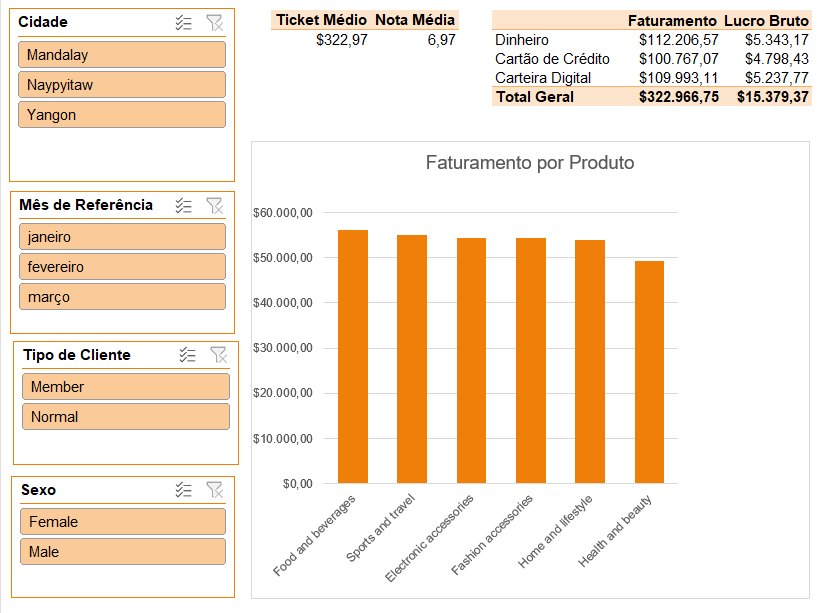 Cidade
Mandalay
Naypyitaw
Yangon
Mês de Referência
janeiro
fevereiro
março
Tipo de Cliente
Member
Normal
Sexo
Female
Male
Ticket Médio Nota Média
$322,97 6,97
Faturamento Lucro Bruto
Dinheiro $112.206,57 $5.343,17
Cartão de Crédito $100.767,07 $4.798,43
Carteira Digital $109.993,11 $5.237,77
Total Geral $322.966,75 $15.379,37
Faturamento por Produto
$60.000,00
$50.000,00
$40.000,00
$30.000,00
$20.000,00
$10.000,00
$0,00
Food and beverages
Sports and travel
Electronic accessories
Fashion accessories
Home and lifestyle
Health and beauty